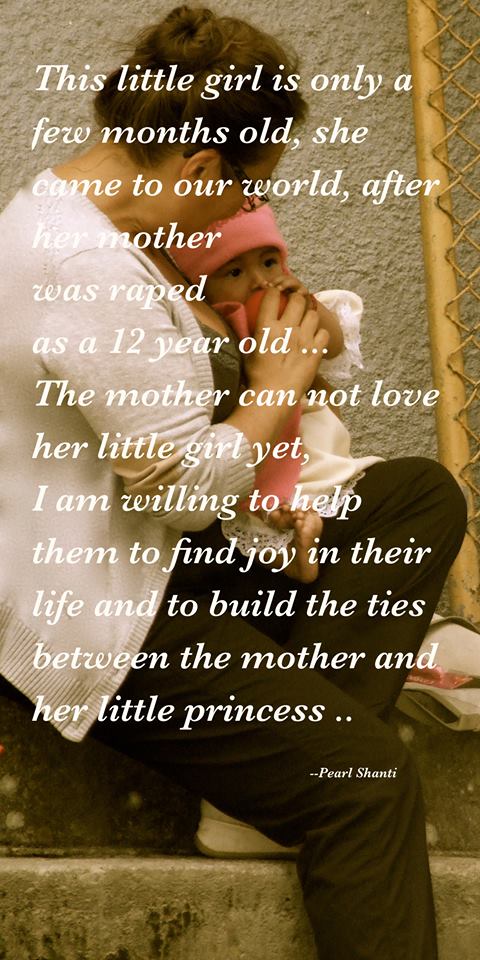 This little girl is only a
few months old, she
came to our world, after
her mother
was raped
as a 12 year old ...
The mother can not love
her little girl yet,
I am willing to help
them to find joy in their
life and to build the ties
between the mother and
her little princess ..
--Pearl Shanti